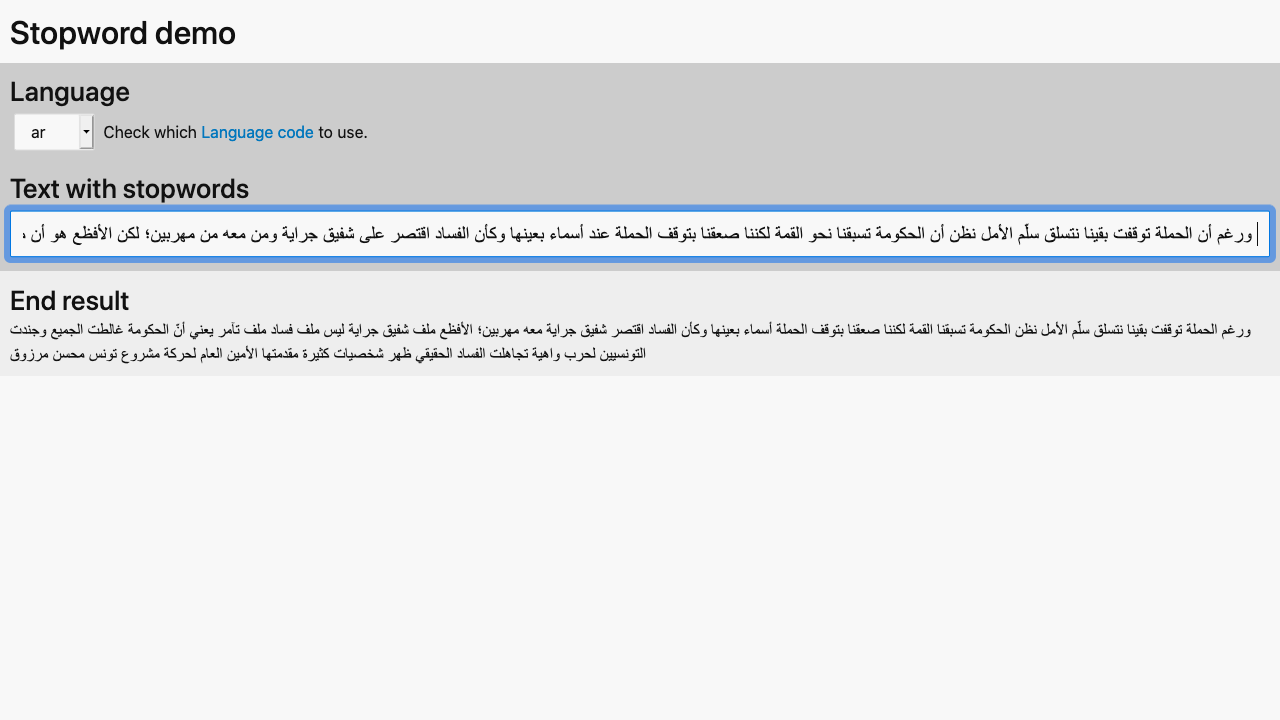 Stopword demo
Language
ar
Check which Language code to use.
Text with stopwords
ورغم أن الحملة توقفت بقينا نتسلق سلّم الأمل نظن أن الحكومة تسبقنا نحو القمة لكننا صعقنا بتوقف الحملة عند أسماء بعينها وكأن الفساد اقتصر على شفيق جراية ومن معه من مهربين؛ لكن الأفظع هو أن
End result
ورغم الحملة توقفت بقينا نتسلق سلّم الأمل نظن الحكومة تسبقنا القمة لكننا صعقنا بتوقف الحملة أسماء بعينها وكأن الفساد اقتصر شفيق جراية معه مهربين؛ الأفظع ملف شفيق جراية ليس ملف فساد ملف تآمر يعني أنّ الحكومة غالطت الجميع وجندت
التونسيين لحرب واهية تجاهلت الفساد الحقيقي ظهر شخصيات كثيرة مقدمتها الأمين العام لحركة مشروع تونس محسن مرزوق